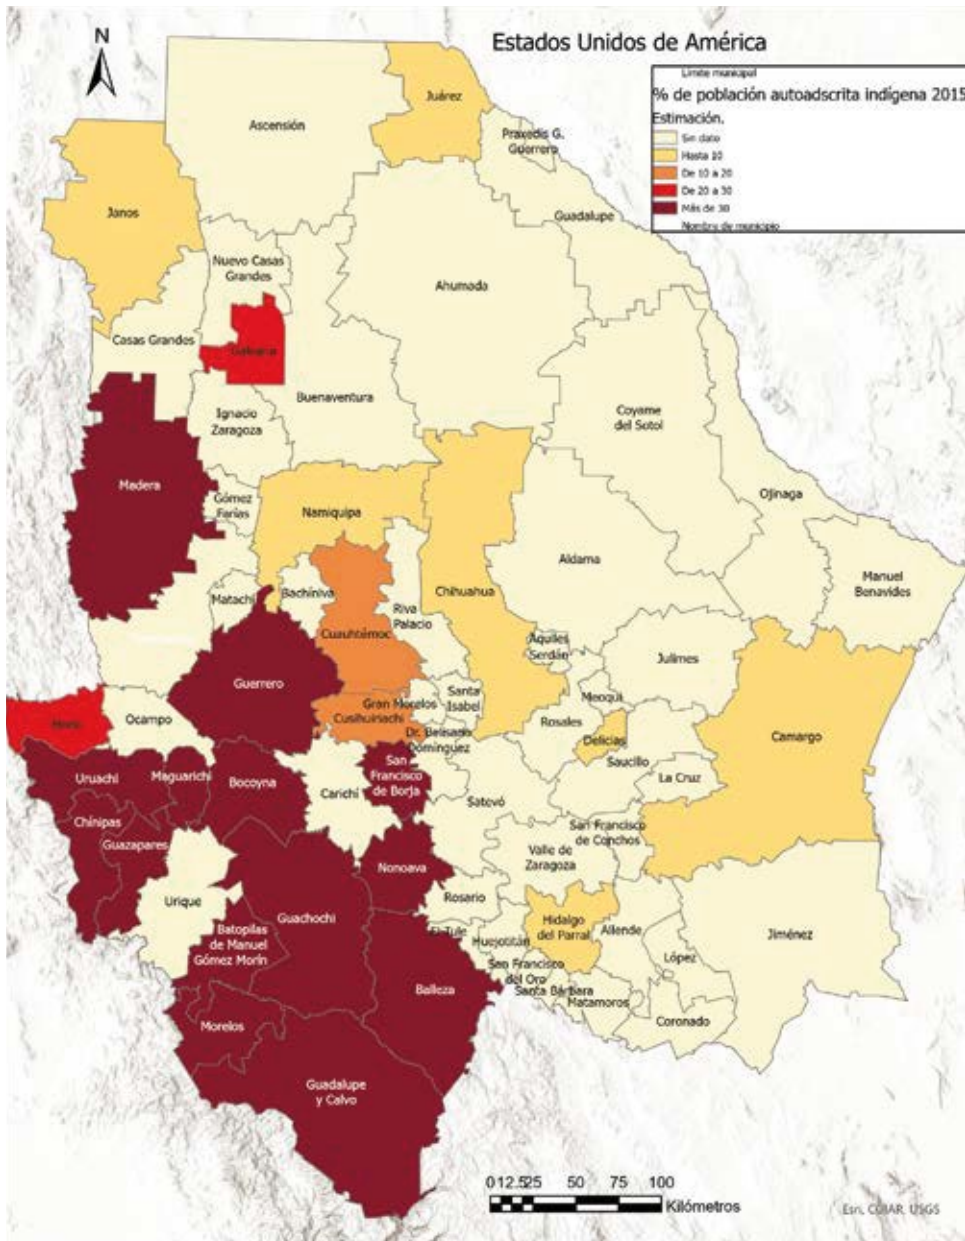 N
Estados Unidos de América
Límite municipal
% de población autoadscrita indígena 2015
Estimación.
Sin dato
Hasta 10
De 10 a 20
De 20 a 30
Más de 30
Nombre de municipio
Juárez
Ascensión
Praxedis G.
Guerrero
Janos
Guadalupe
Nuevo Casas
Grandes
Ahumada
Casas Grandes
Galeana
Buenaventura
Ignacio
Zaragoza
Coyame
del Sotol
Madera
Gómez
Farías
Namiquipa
Ojinaga
Aldama
Manuel
Benavides
Matachí
Bachíniva
Chihuahua
Riva
Palacio
Cuauhtémoc
Aquiles
Serdán
Julimes
Guerrero
Meoqui
Santa
Isabel
Gran Morelos
Ocampo
Cusihuiriachi
Rosales
Dr. Belisario
Domínguez
Delicias
Camargo
Saucillo
Uruachi
Maguarichi
Bocoyna
San
Francisco
de Borja
La Cruz
Carichí
Satevó
Chínipas
Guazapares
San Francisco
de Conchos
Valle de
Zaragoza
Nonoava
Rosario
Urique
Guachochi
Hidalgo
del Parral
Batopilas
de Manuel
Gómez Morín
El Tule
Huejotitán
Allende
Jiménez
López
San Francisco
del Oro
Balleza
Santa Bárbara
Matamoros
Morelos
Coronado
Guadalupe
y Calvo
0 12.5 25 50 75 100
Kilómetros
Esri, CGIAR, USGS